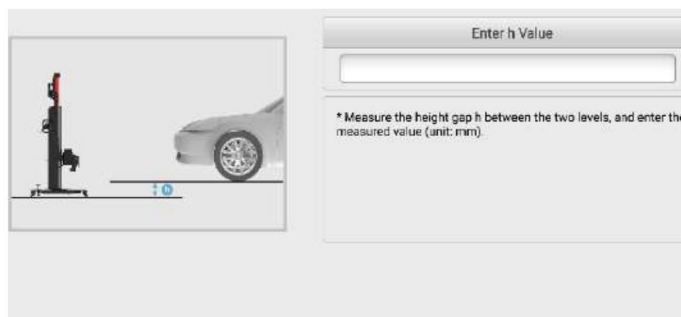 Enter h Value
* Measure the height gap h between the two levels, and enter the
measured value (unit: mm).
h